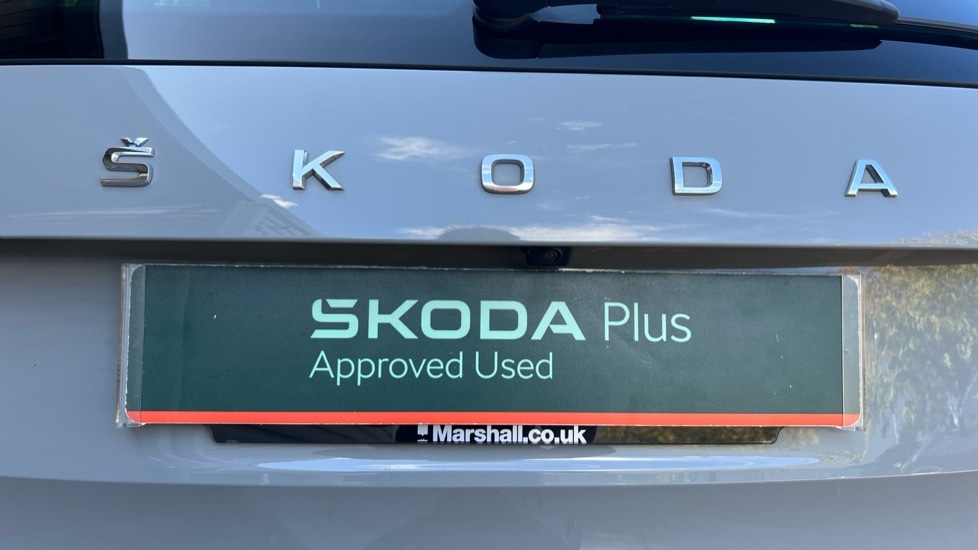 ŠKODA
ŠKODA Plus
Approved Used
Marshall.co.uk